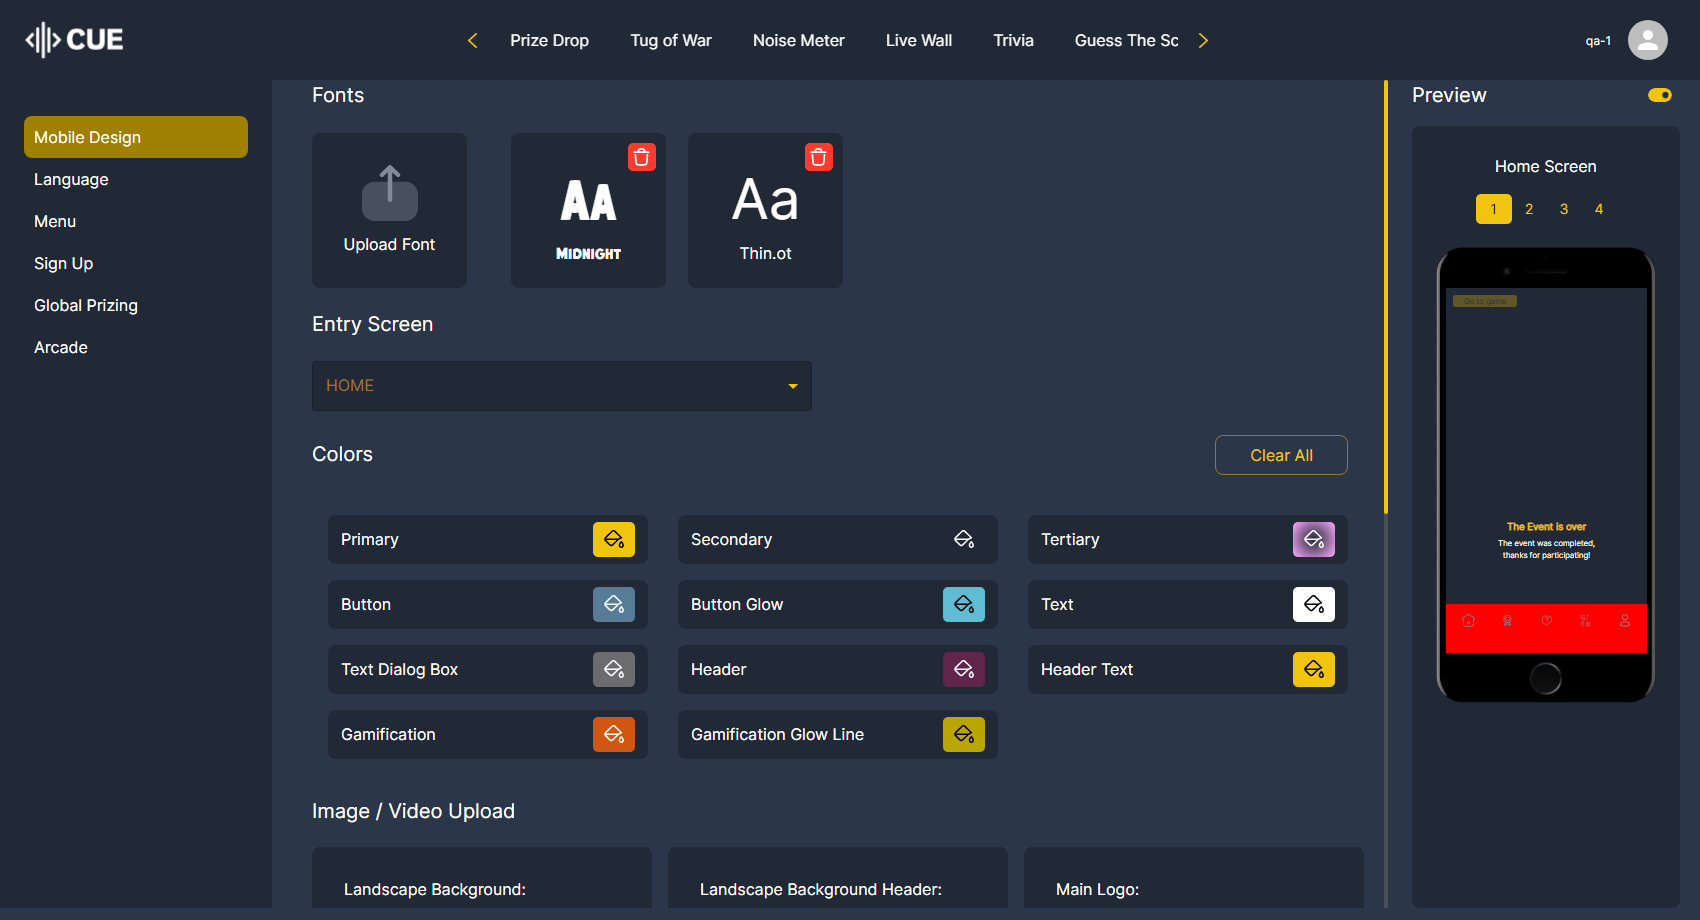 CUE
Prize Drop
Tug of War
Noise Meter
Live Wall
Trivia
Guess The Sc
qa-1
Mobile Design
Language
Menu
Sign Up
Global Prizing
Arcade
Fonts
Upload Font
AA
MIDNIGHT
Aa
Thin.ot
Entry Screen
HOME
Colors
Clear All
Primary
Secondary
Tertiary
Button
Button Glow
Text
Text Dialog Box
Header
Header Text
Gamification
Gamification Glow Line
Image / Video Upload
Landscape Background:
Landscape Background Header:
Main Logo:
Preview
Home Screen
1 2 3 4
Go to game
The Event is over
The event was completed,
thanks for participating!